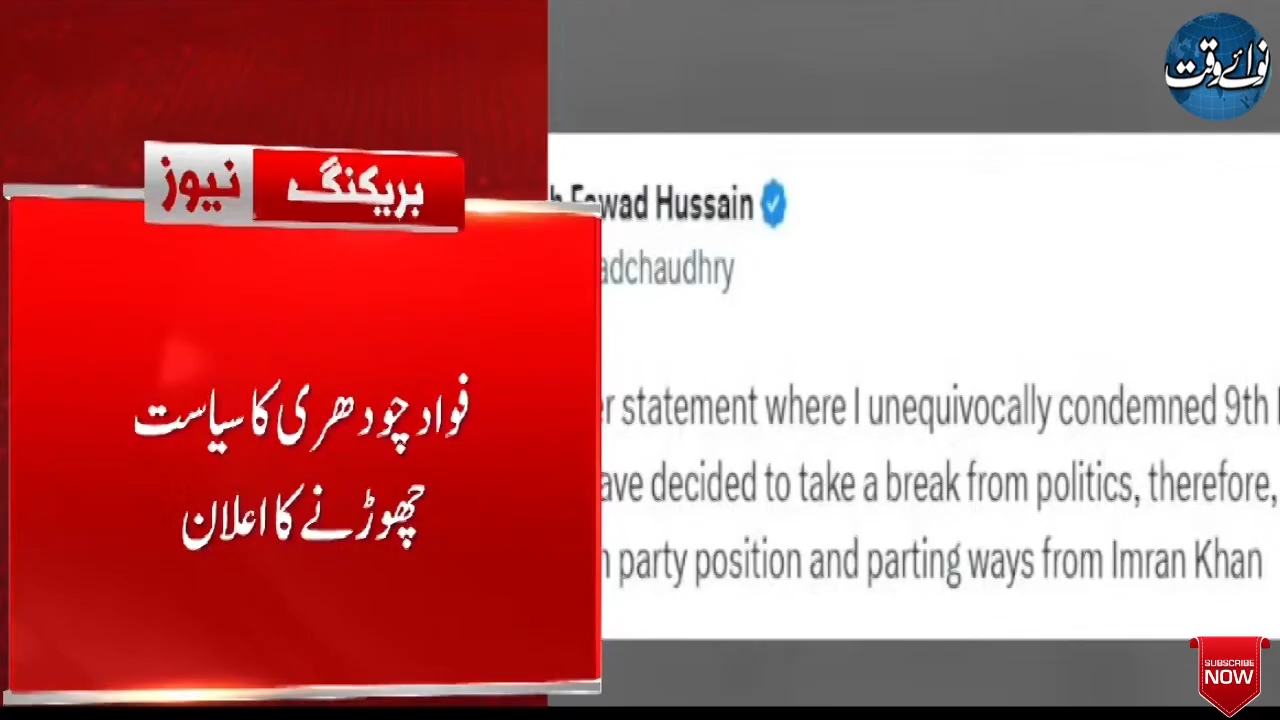 نوائے وقت
بریکنگ نیوز
فواد چودھری کا سیاست
چھوڑنے کا اعلان
Fawad Hussain
adchaudhry
statement where I unequivocally condemned 9th
ave decided to take a break from politics, therefore,
party position and parting ways from Imran Khan
SUBSCRIBE
NOW